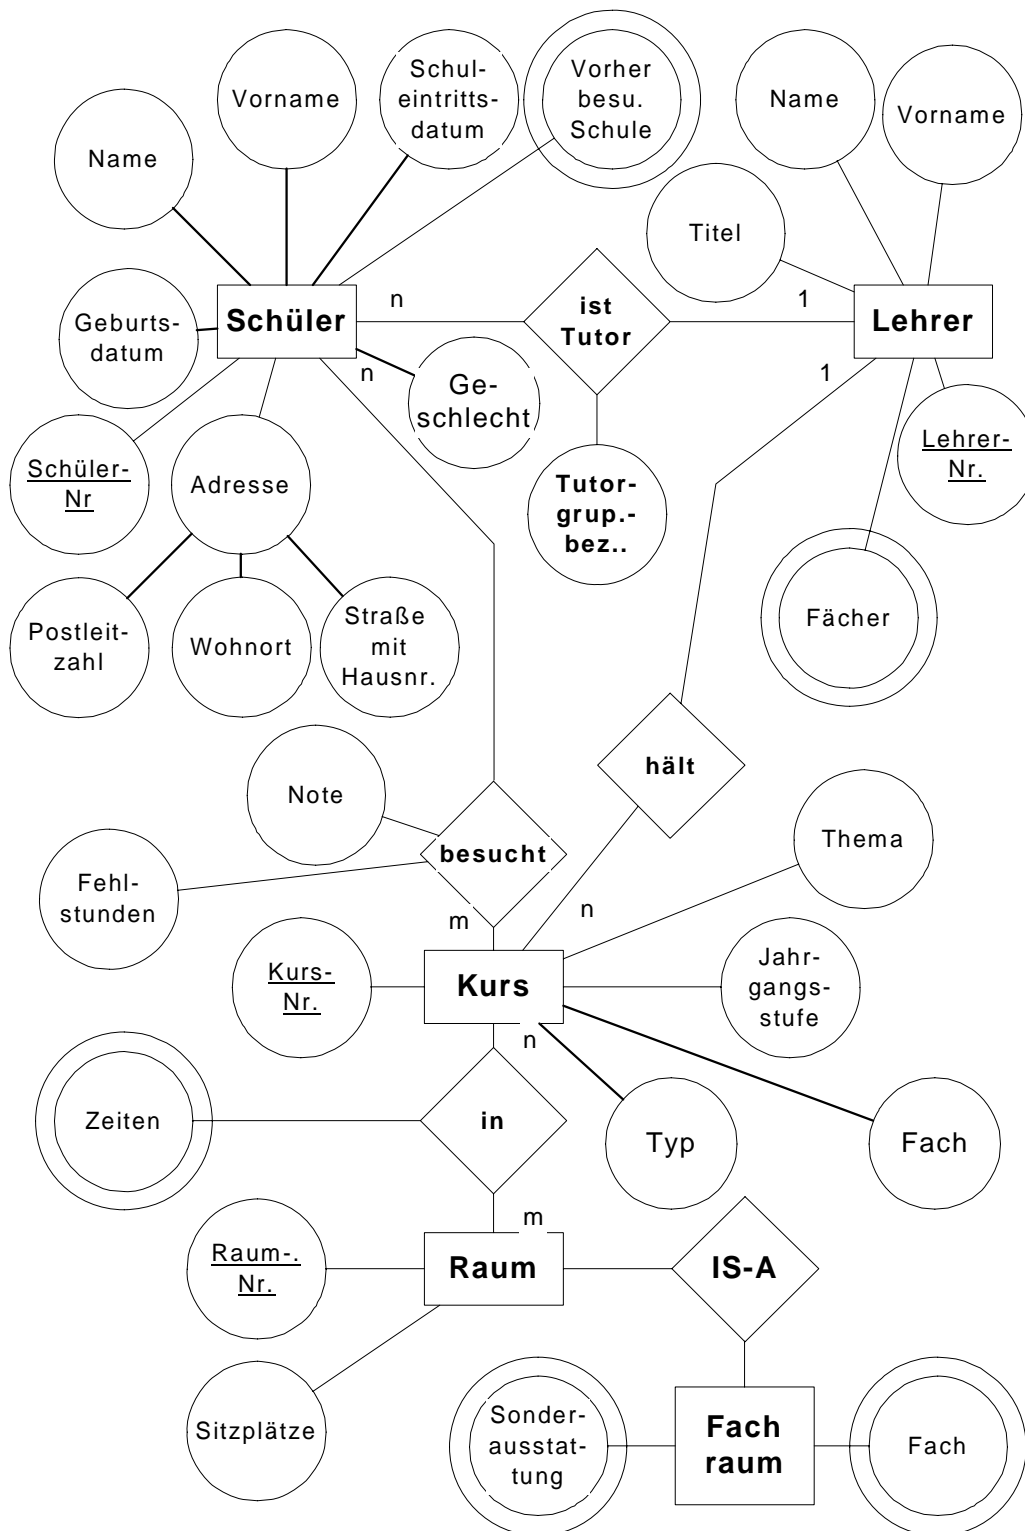 Name
Vorname
Schul-
eintritts-
datum
Vorher
besu.
Schule
Name
Vorname
Titel
Geburts-
datum
Schüler
n
ist
Tutor
1
Lehrer
n
1
Ge-
schlecht
Schüler-
Nr
Adresse
Tutor-
grup.-
bez..
Lehrer-
Nr.
Postleit-
zahl
Wohnort
Straße
mit
Hausnr.
Fächer
hält
Note
besucht
Thema
Fehl-
stunden
m
n
Kurs-
Nr.
Kurs
Jahr-
gangs-
stufe
n
Zeiten
in
Typ
Fach
m
Raum-.
Nr.
Raum
IS-A
Sitzplätze
Sonder-
ausstat-
tung
Fach
raum
Fach